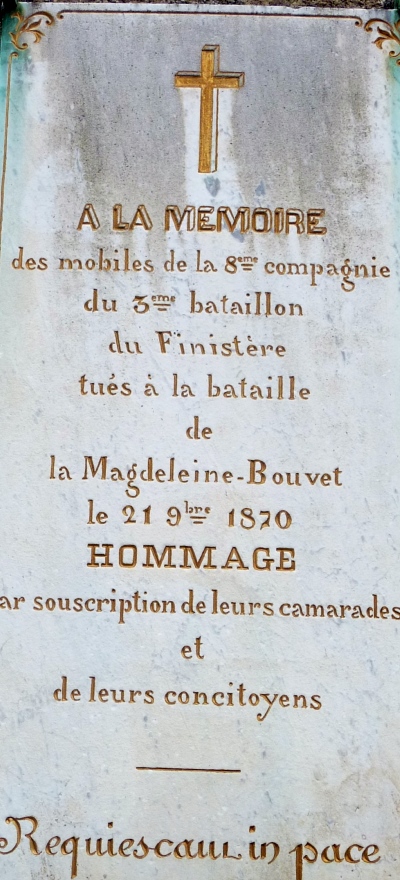 A LA MEMOIRE
des mobiles de la 8eme compagnie
du 3eme bataillon
du Finistère
tués à la bataille
de
la Magdeleine-Bouvet
le 21 9bre 1870
HOMMAGE
ar souscription de leurs camarades
et
de leurs concitoyens
Requiescant in pace